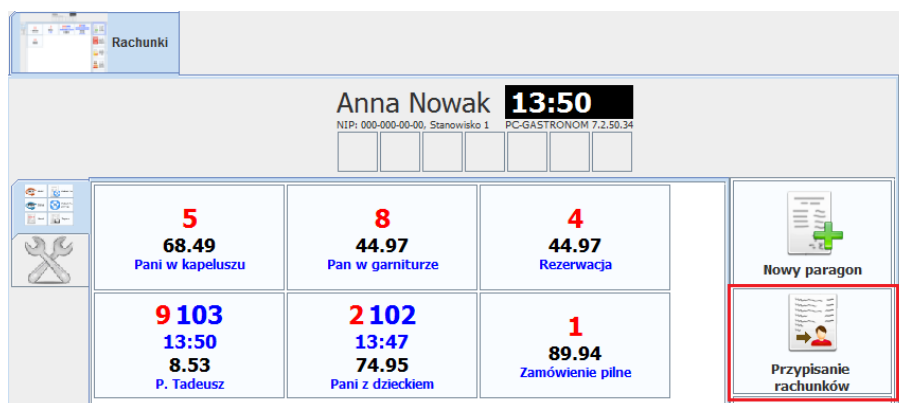 Rachunki
Anna Nowak 13:50
NIP: 000-000-00-00, Stanowisko 1 PC-GASTRONOM 7.2.50.34
5
68.49
Pani w kapeluszu
8
44.97
Pan w garniturze
4
44.97
Rezerwacja
Nowy paragon
9 103
13:50
8.53
P. Tadeusz
2 102
13:47
74.95
Pani z dzieckiem
1
89.94
Zamówienie pilne
Przypisanie
rachunków